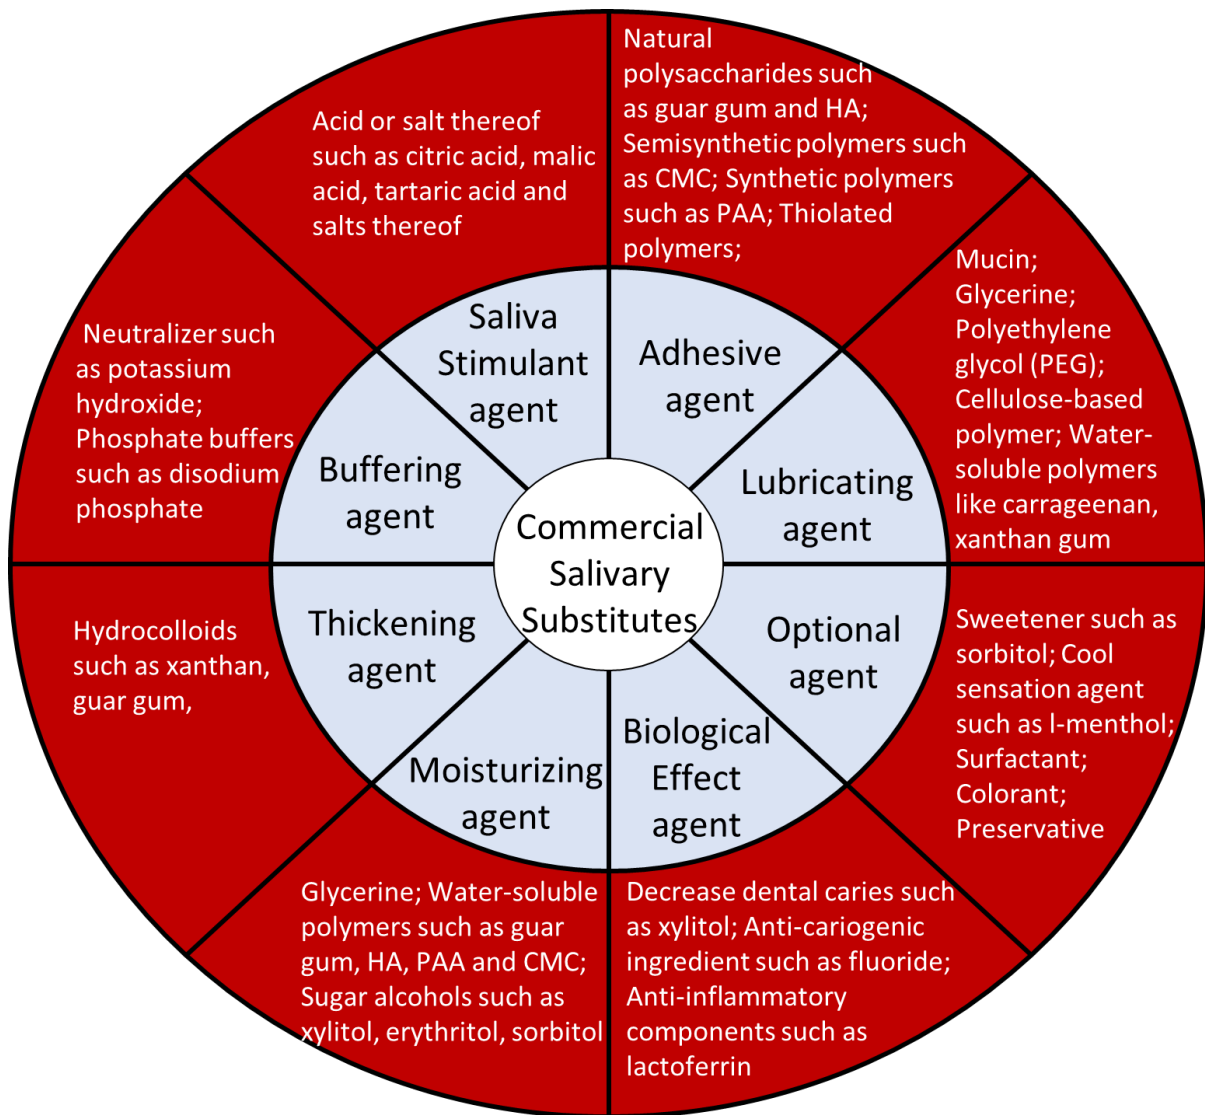 Natural
polysaccharides such
as guar gum and HA;
Semisynthetic polymers such
as CMC; Synthetic polymers
such as PAA; Thiolated
polymers;
Mucin;
Glycerine;
Polyethylene
glycol (PEG);
Cellulose-based
polymer; Water-
soluble polymers
like carrageenan,
xanthan gum
Sweetener such as
sorbitol; Cool
sensation agent
such as l-menthol;
Surfactant;
Colorant;
Preservative
Decrease dental caries such
as xylitol; Anti-cariogenic
ingredient such as fluoride;
Anti-inflammatory
components such as
lactoferrin
Glycerine; Water-soluble
polymers such as guar
gum, HA, PAA and CMC;
Sugar alcohols such as
xylitol, erythritol, sorbitol
Hydrocolloids
such as xanthan,
guar gum,
Neutralizer such
as potassium
hydroxide;
Phosphate buffers
such as disodium
phosphate
Acid or salt thereof
such as citric acid, malic
acid, tartaric acid and
salts thereof
Saliva
Stimulant
agent
Adhesive
agent
Lubricating
agent
Optional
agent
Biological
Effect
agent
Moisturizing
agent
Thickening
agent
Buffering
agent
Commercial
Salivary
Substitutes